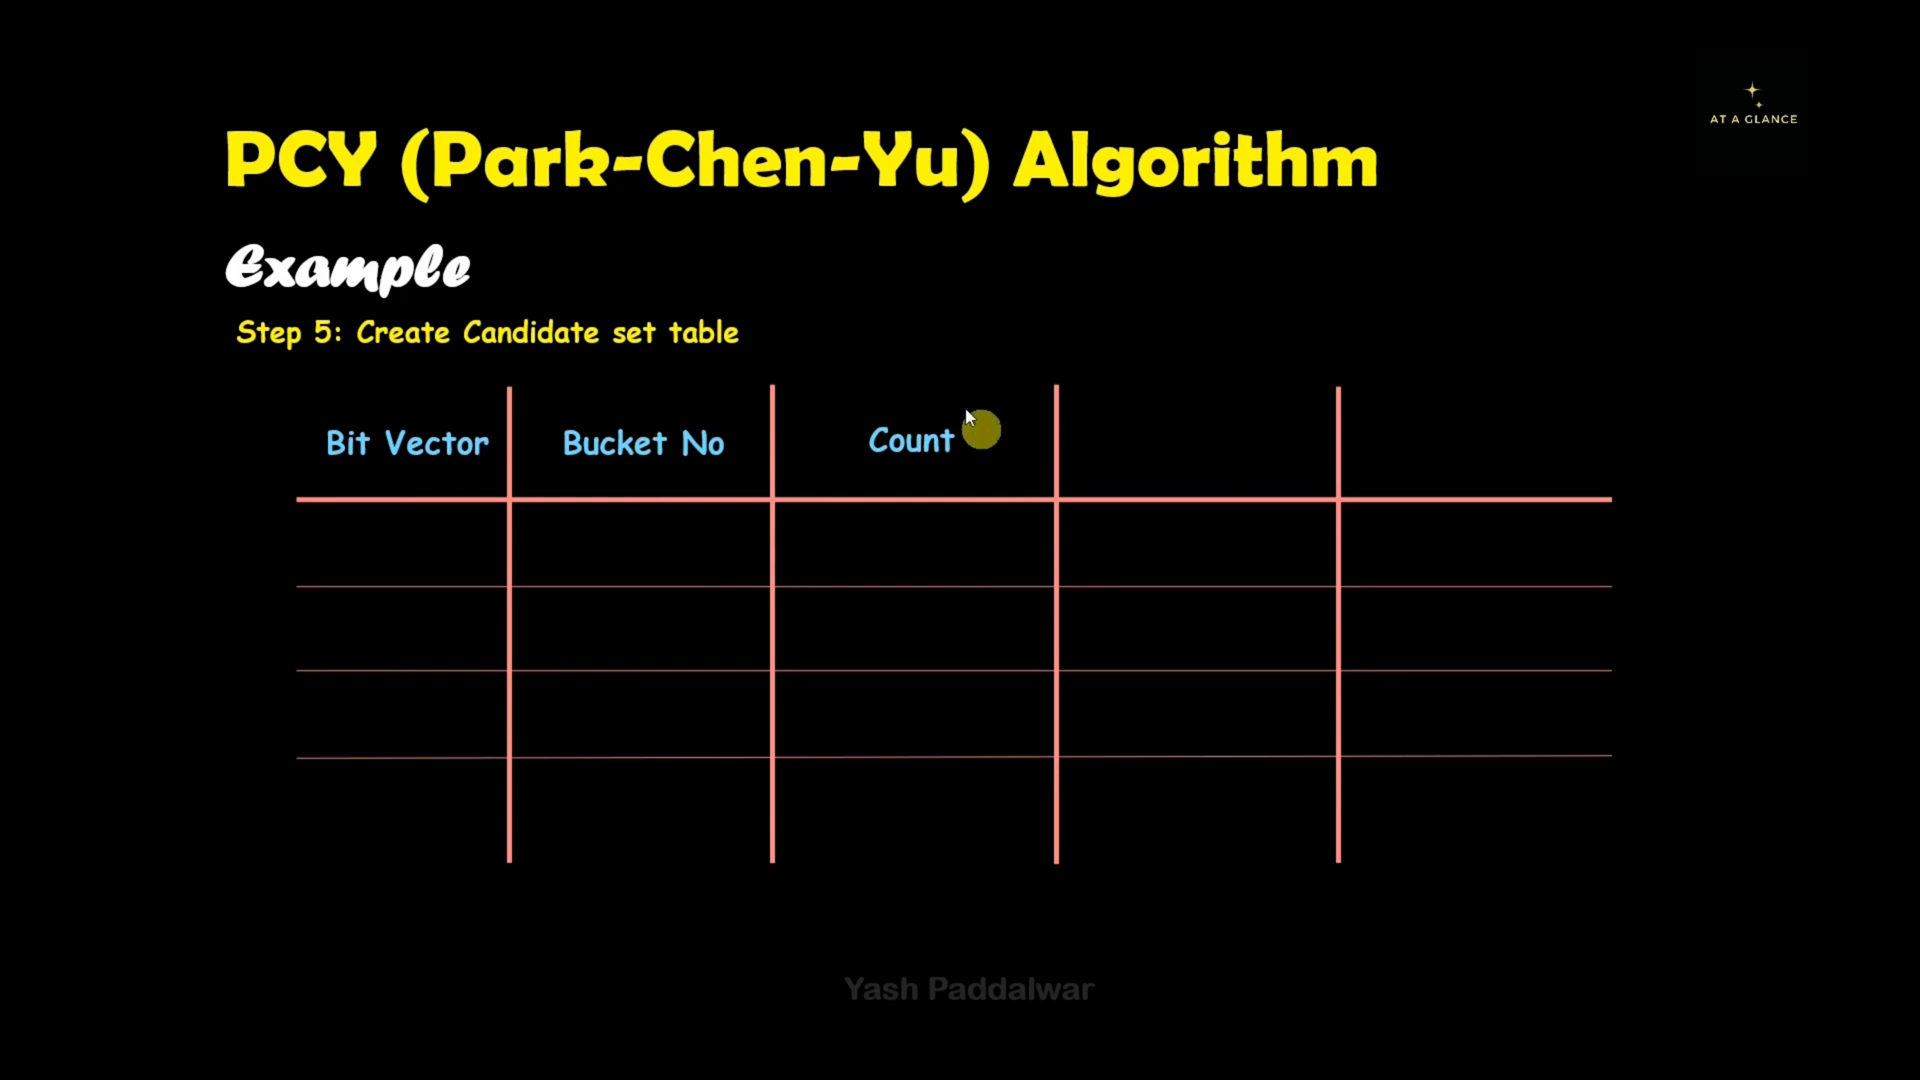 AT A GLANCE
PCY (Park-Chen-Yu) Algorithm
Example
Step 5: Create Candidate set table
Bit Vector Bucket No Count
Yash Paddalwar